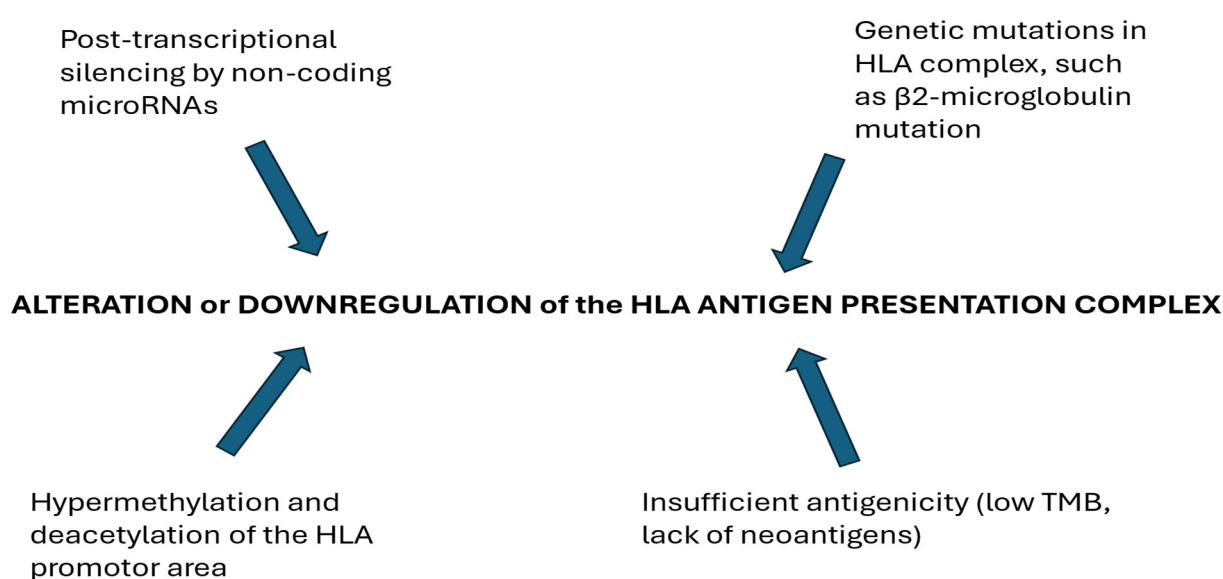 Post-transcriptional
silencing by non-coding
microRNAs
Genetic mutations in
HLA complex, such
as β2-microglobulin
mutation
ALTERATION or DOWNREGULATION of the HLA ANTIGEN PRESENTATION COMPLEX
Hypermethylation and
deacetylation of the HLA
promotor area
Insufficient antigenicity (low TMB,
lack of neoantigens)